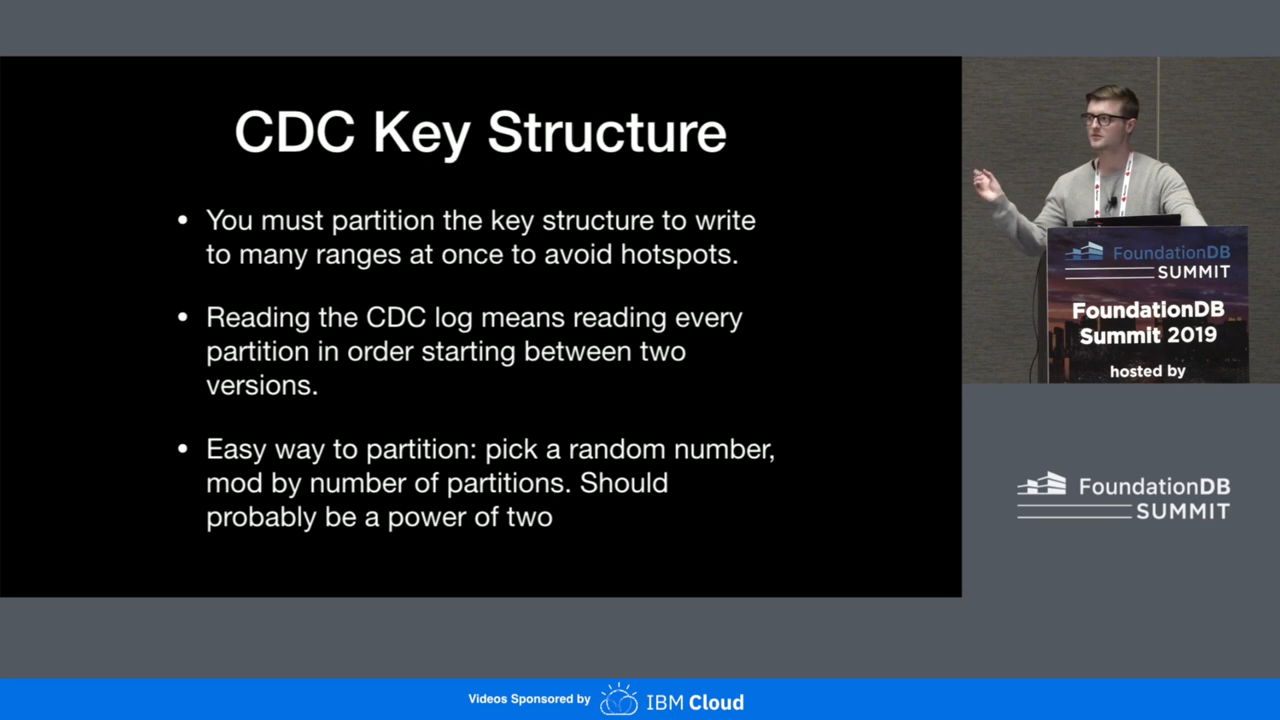 CDC Key Structure
• You must partition the key structure to write
to many ranges at once to avoid hotspots.
• Reading the CDC log means reading every
partition in order starting between two
versions.
• Easy way to partition: pick a random number,
mod by number of partitions. Should
probably be a power of two
FoundationDB
SUMMIT
FoundationDB
Summit 2019
hosted by
FoundationDB
SUMMIT
Videos Sponsored by IBM Cloud